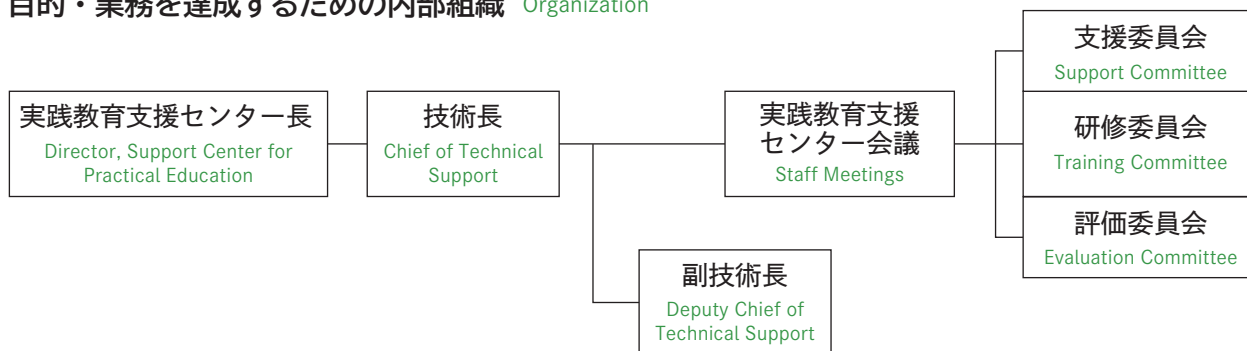 目的・業務を達成するための内部組織 Organization
実践教育支援センター長
Director, Support Center for
Practical Education
技術長
Chief of Technical
Support
実践教育支援
センター会議
Staff Meetings
支援委員会
Support Committee
研修委員会
Training Committee
評価委員会
Evaluation Committee
副技術長
Deputy Chief of
Technical Support